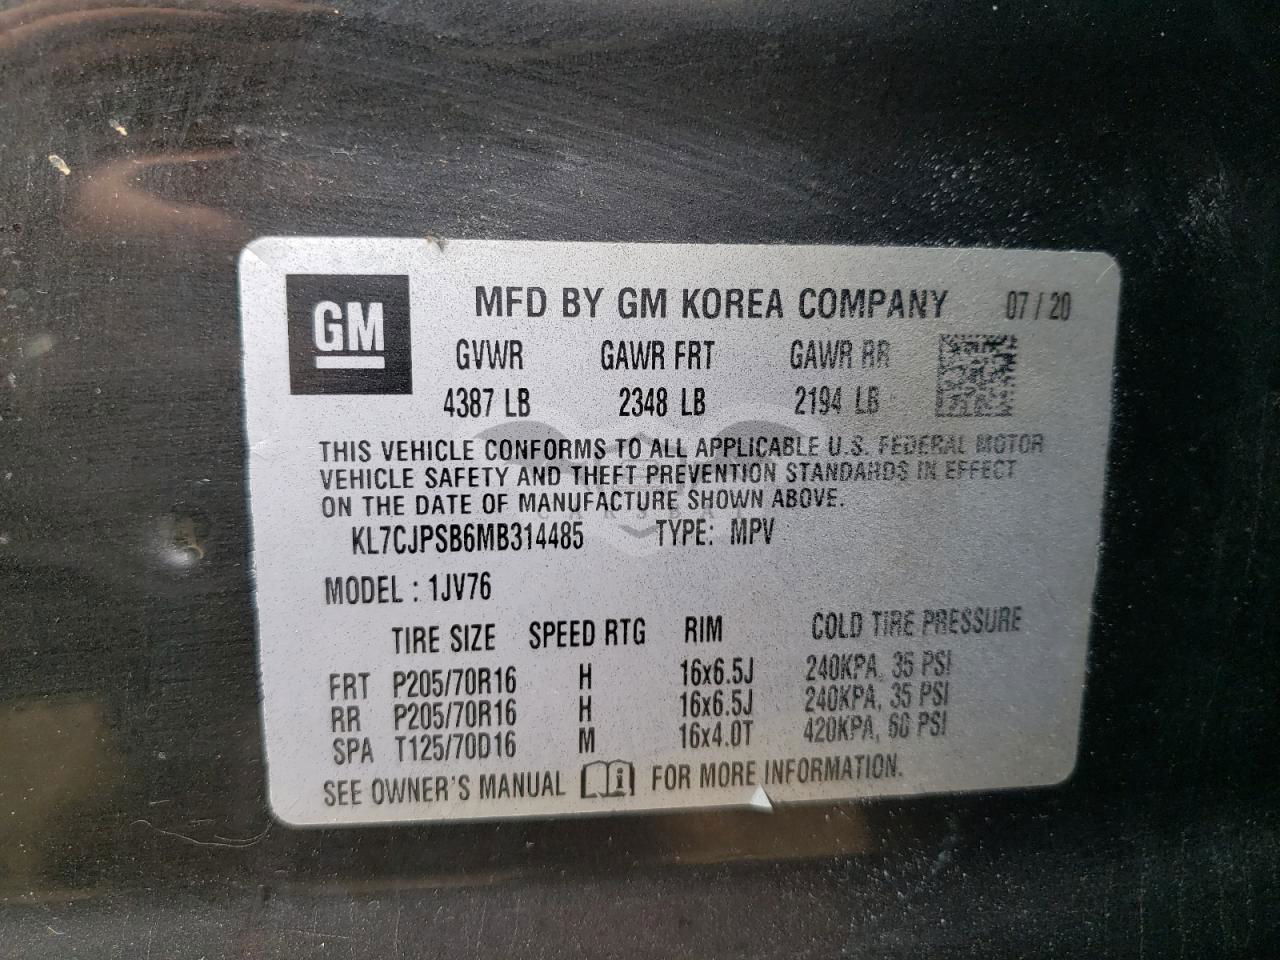 GM
MFD BY GM KOREA COMPANY 07 / 20
GVWR GAWR FRT GAWR RR
4387 LB 2348 LB 2194 LB
THIS VEHICLE CONFORMS TO ALL APPLICABLE U.S. FEDERAL MOTOR
VEHICLE SAFETY AND THEFT PREVENTION STANDARDS IN EFFECT
ON THE DATE OF MANUFACTURE SHOWN ABOVE.
KL7CJPSB6MB314485 TYPE: MPV
MODEL : 1JV76
TIRE SIZE SPEED RTG RIM COLD TIRE PRESSURE
FRT P205/70R16 H 16x6.5J 240KPA, 35 PSI
RR P205/70R16 H 16x6.5J 240KPA, 35 PSI
SPA T125/70D16 M 16x4.0T 420KPA, 60 PSI
SEE OWNER'S MANUAL i FOR MORE INFORMATION.